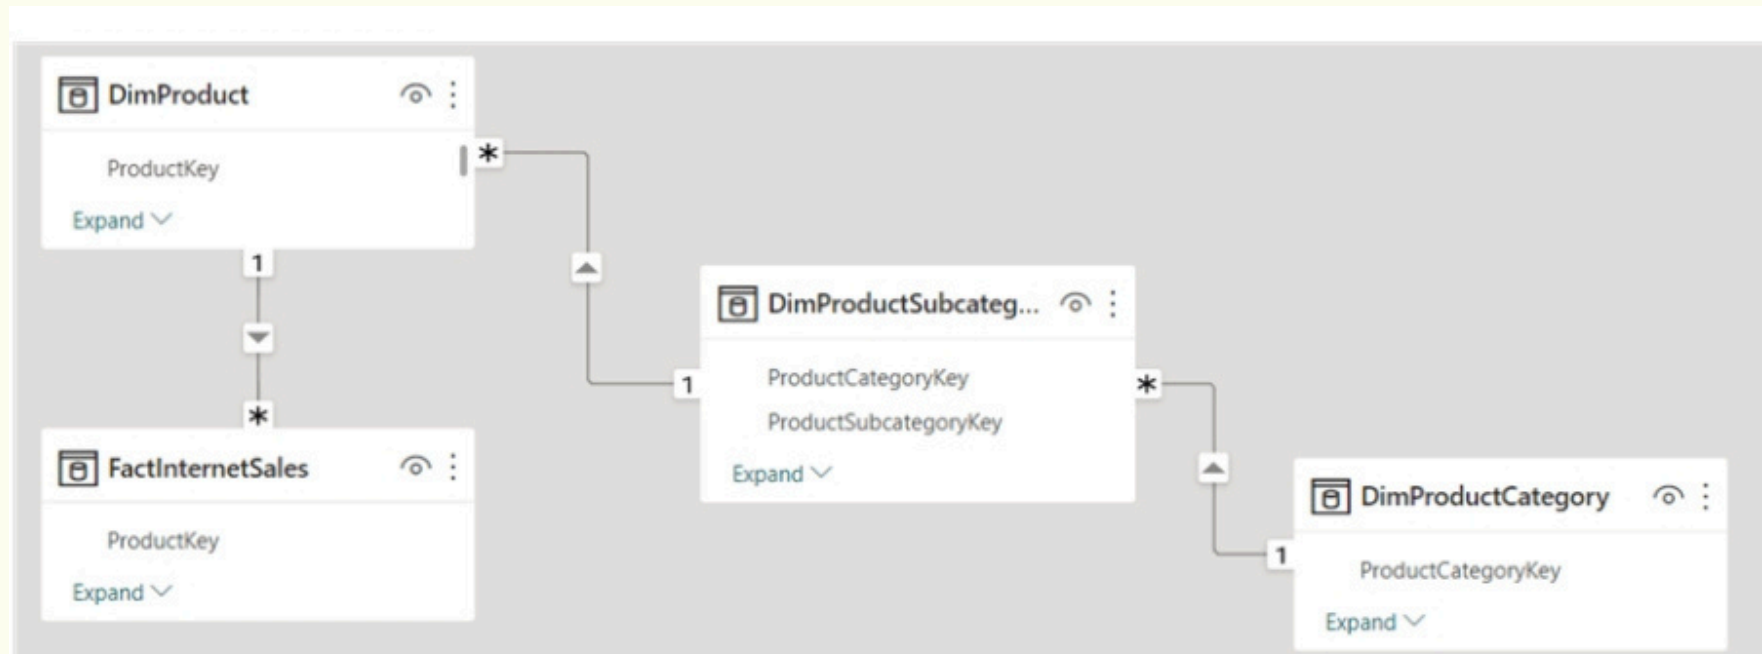 DimProduct
ProductKey
Expand
1
*
FactInternetSales
ProductKey
Expand
*
1
DimProductSubcateg...
ProductCategoryKey
ProductSubcategoryKey
Expand
*
1
DimProductCategory
ProductCategoryKey
Expand